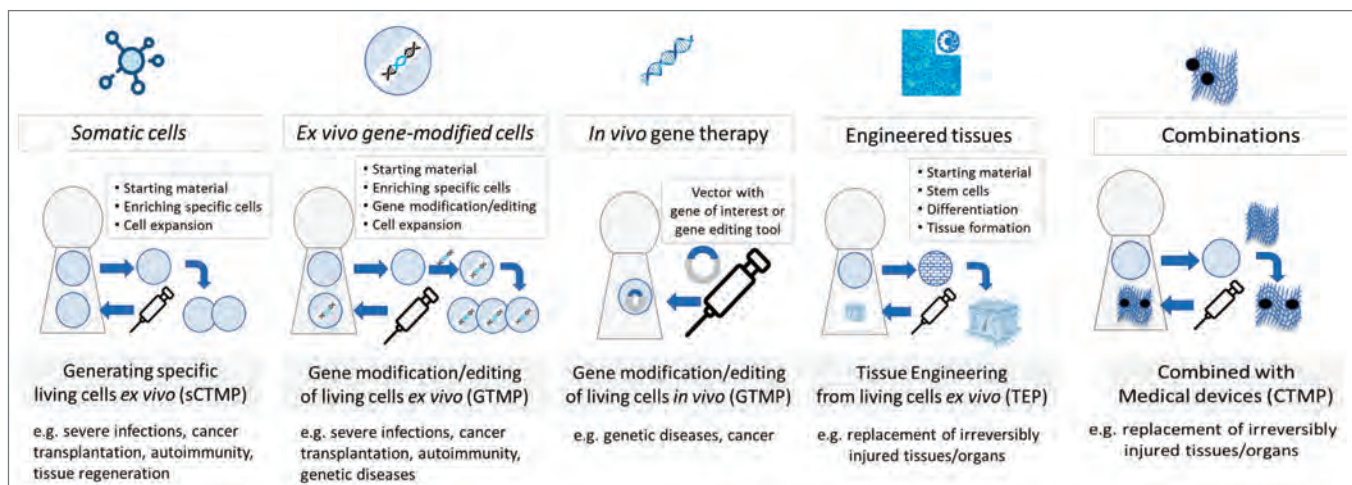 Somatic cells
• Starting material
• Enriching specific cells
• Cell expansion
Generating specific
living cells ex vivo (sCTMP)
e.g. severe infections, cancer
transplantation, autoimmunity,
tissue regeneration
Ex vivo gene-modified cells
• Starting material
• Enriching specific cells
• Gene modification/editing
• Cell expansion
Gene modification/editing
of living cells ex vivo (GTMP)
e.g. severe infections, cancer
transplantation, autoimmunity,
genetic diseases
In vivo gene therapy
Vector with
gene of interest or
gene editing tool
Gene modification/editing
of living cells in vivo (GTMP)
e.g. genetic diseases, cancer
Engineered tissues
• Starting material
• Stem cells
• Differentiation
• Tissue formation
Tissue Engineering
from living cells ex vivo (TEP)
e.g. replacement of irreversibly
injured tissues/organs
Combinations
Combined with
Medical devices (CTMP)
e.g. replacement of irreversibly
injured tissues/organs